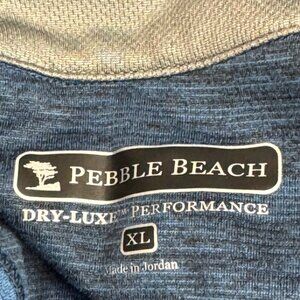 PEBBLE BEACH
DRY-LUXE™ PERFORMANCE
XL
Made in Jordan